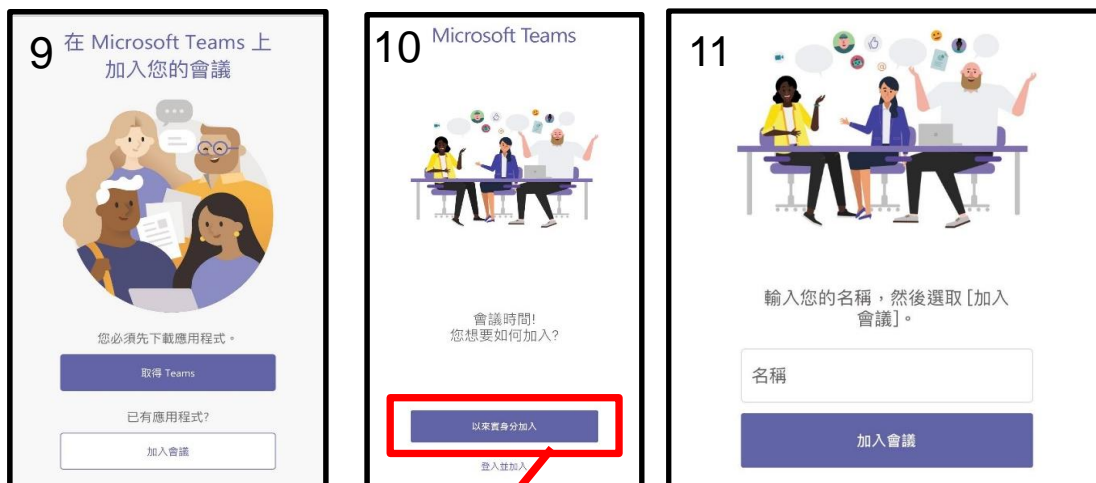 9
在 Microsoft Teams 上
加入您的會議
您必須先下載應用程式。
取得 Teams
已有應用程式?
加入會議
10
Microsoft Teams
會議時間!
您想要如何加入?
以來賓身分加入
登入並加入
11
輸入您的名稱，然後選取 [加入
會議]。
名稱
加入會議